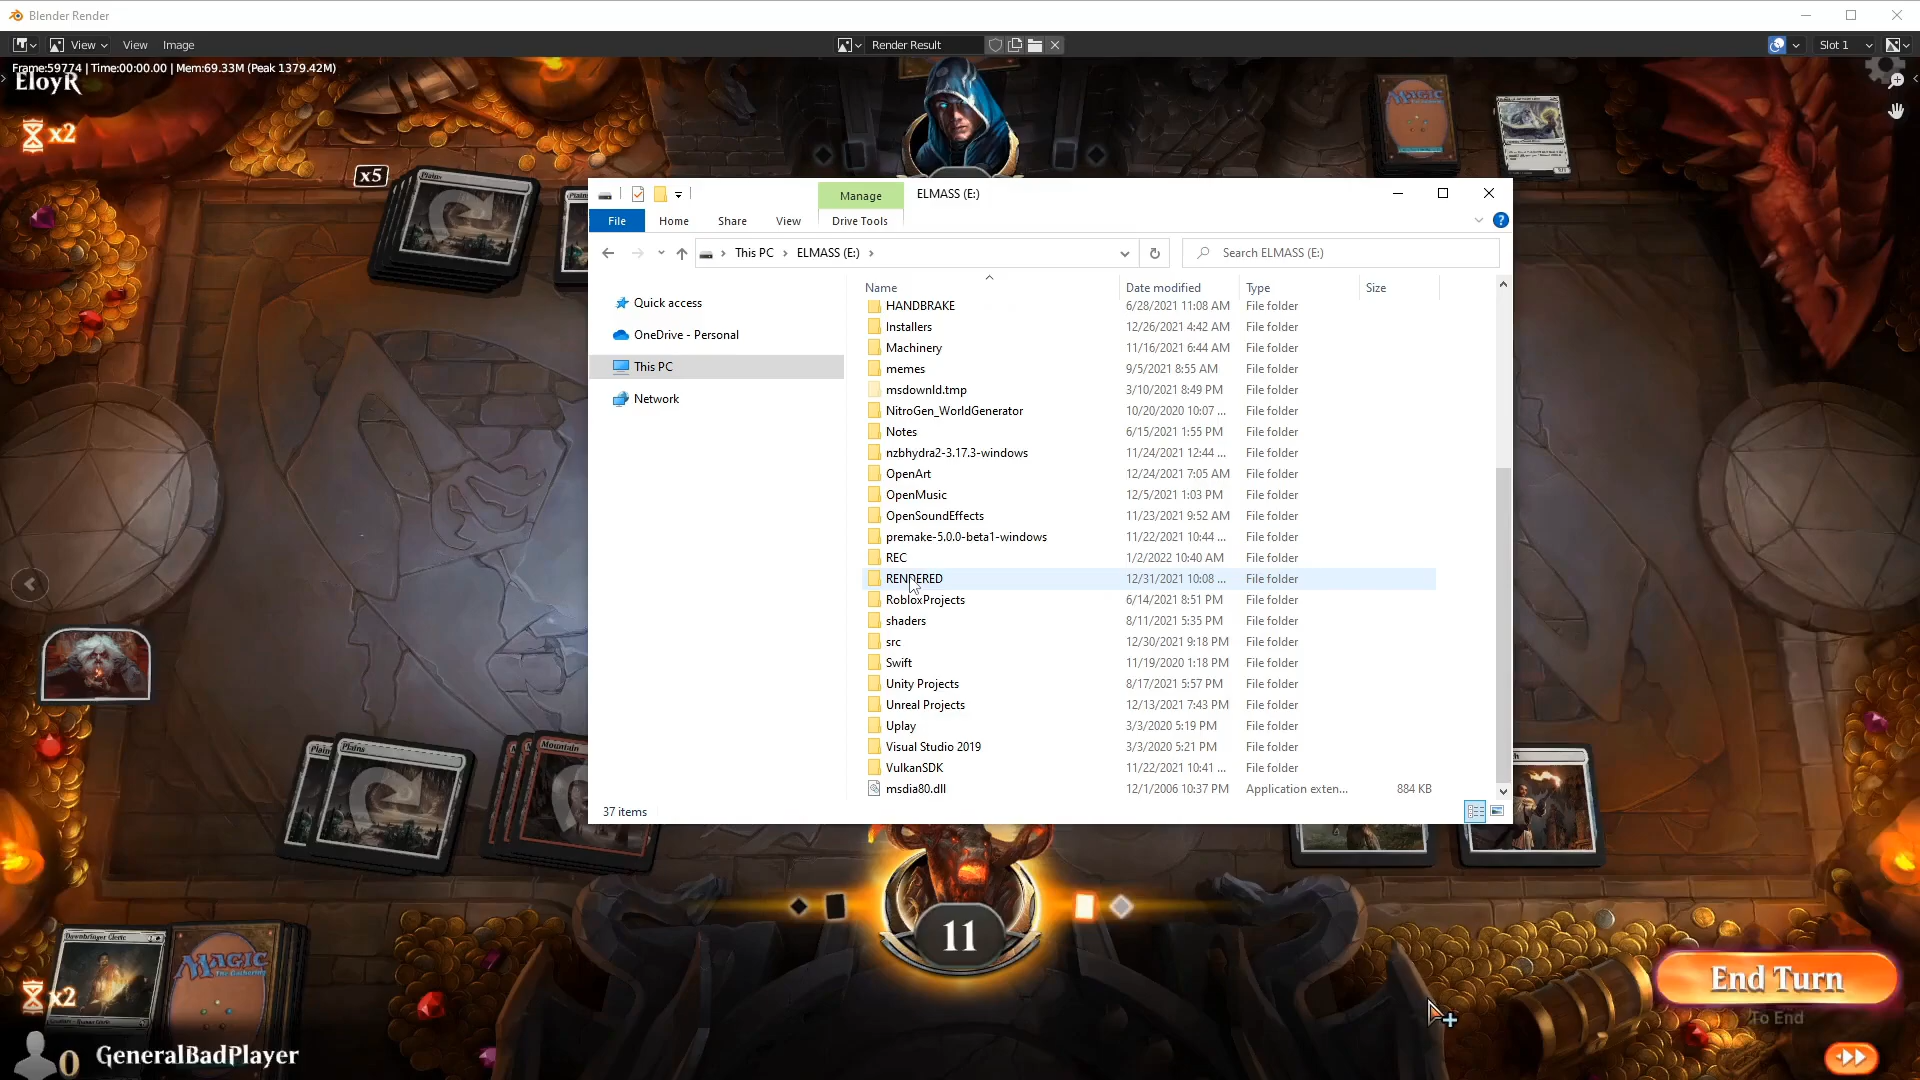 Blender Render
View
View
Image
Render Result
Slot 1
Frame:59774 | Time:00:00.00 | Mem:69.33M (Peak 1379.42M)
EloyR
x2
x5
Plains
Plains
MAGIC
Manage
ELMASS (E:)
File
Home
Share
View
Drive Tools
This PC
ELMASS (E:)
Search ELMASS (E:)
Quick access
OneDrive - Personal
This PC
Network
Name Date modified Type Size
HANDBRAKE 6/28/2021 11:08 AM File folder
Installers 12/26/2021 4:42 AM File folder
Machinery 11/16/2021 6:44 AM File folder
memes 9/5/2021 8:55 AM File folder
msdownld.tmp 3/10/2021 8:49 PM File folder
NitroGen_WorldGenerator 10/20/2020 10:07 ... File folder
Notes 6/15/2021 1:55 PM File folder
nzbhydra2-3.17.3-windows 11/24/2021 12:44 ... File folder
OpenArt 12/24/2021 7:05 AM File folder
OpenMusic 12/5/2021 1:03 PM File folder
OpenSoundEffects 11/23/2021 9:52 AM File folder
premake-5.0.0-beta1-windows 11/22/2021 10:44 ... File folder
REC 1/2/2022 10:40 AM File folder
RENDERED 12/31/2021 10:08 ... File folder
RobloxProjects 6/14/2021 8:51 PM File folder
shaders 8/11/2021 5:35 PM File folder
src 12/30/2021 9:18 PM File folder
Swift 11/19/2020 1:18 PM File folder
Unity Projects 8/17/2021 5:57 PM File folder
Unreal Projects 12/13/2021 7:43 PM File folder
Uplay 3/3/2020 5:19 PM File folder
Visual Studio 2019 3/3/2020 5:21 PM File folder
VulkanSDK 11/22/2021 10:41 ... File folder
msdia80.dll 12/1/2006 10:37 PM Application exten... 884 KB
37 items
Plains
Plains
Mountain
11
Dawnbringer Cleric
MAGIC
The Gathering
x2
End Turn
To End
0
GeneralBadPlayer